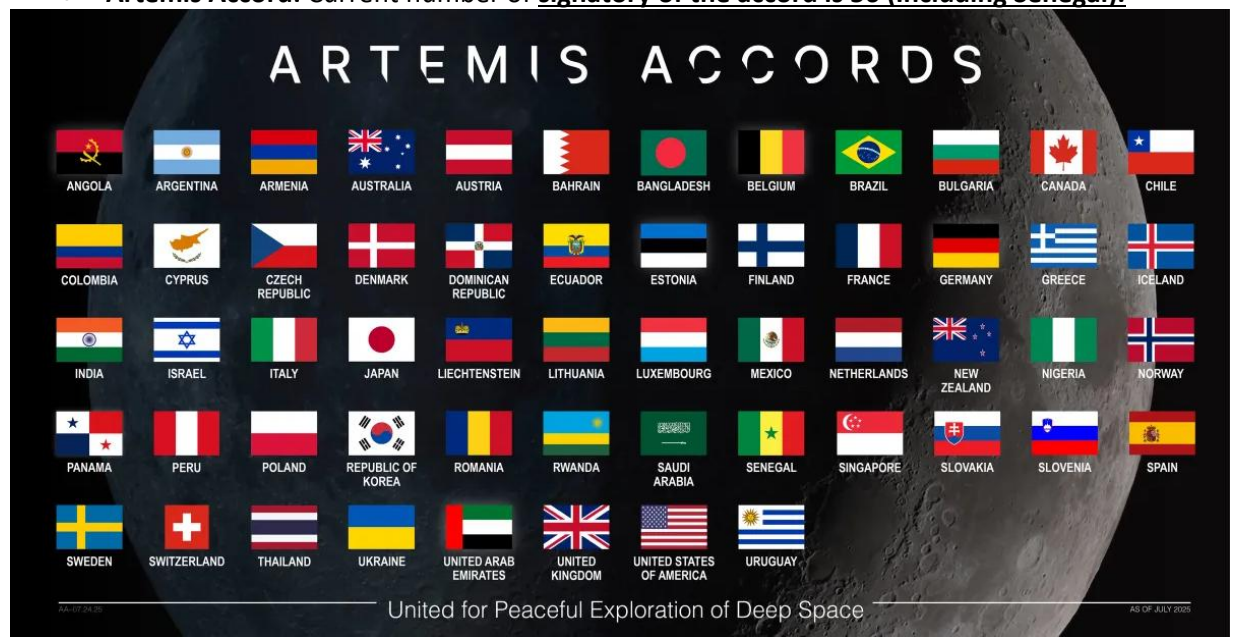 Artemis Accord: Current number of signatory of the accord is 56 (including Senegal).
ARTEMIS ACCORDS
ANGOLA ARGENTINA ARMENIA AUSTRALIA AUSTRIA BAHRAIN BANGLADESH BELGIUM BRAZIL BULGARIA CANADA CHILE
COLOMBIA CYPRUS CZECH REPUBLIC DENMARK DOMINICAN REPUBLIC ECUADOR ESTONIA FINLAND FRANCE GERMANY GREECE ICELAND
INDIA ISRAEL ITALY JAPAN LIECHTENSTEIN LITHUANIA LUXEMBOURG MEXICO NETHERLANDS NEW ZEALAND NIGERIA NORWAY
PANAMA PERU POLAND REPUBLIC OF KOREA ROMANIA RWANDA SAUDI ARABIA SENEGAL SINGAPORE SLOVAKIA SLOVENIA SPAIN
SWEDEN SWITZERLAND THAILAND UKRAINE UNITED ARAB EMIRATES UNITED KINGDOM UNITED STATES OF AMERICA URUGUAY
AA-07.24.25 United for Peaceful Exploration of Deep Space AS OF JULY 2025